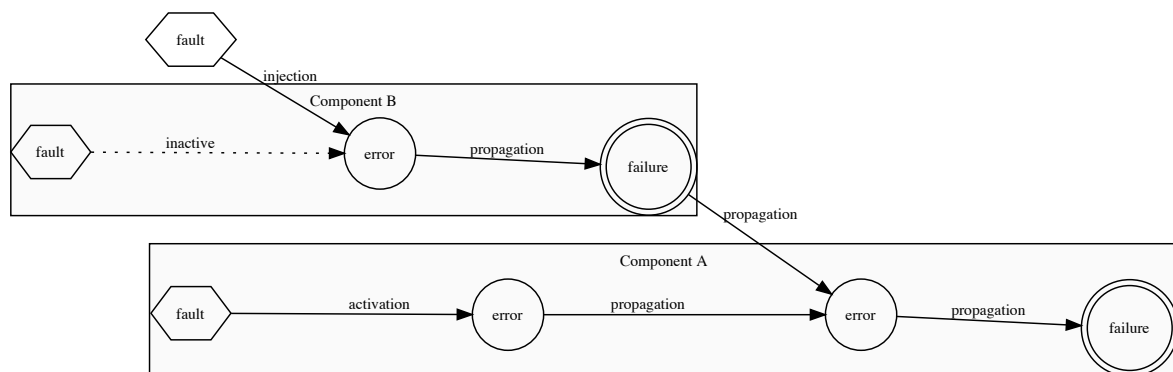 fault
injection
Component B
fault
inactive
error
propagation
failure
propagation
Component A
fault
activation
error
propagation
error
propagation
failure